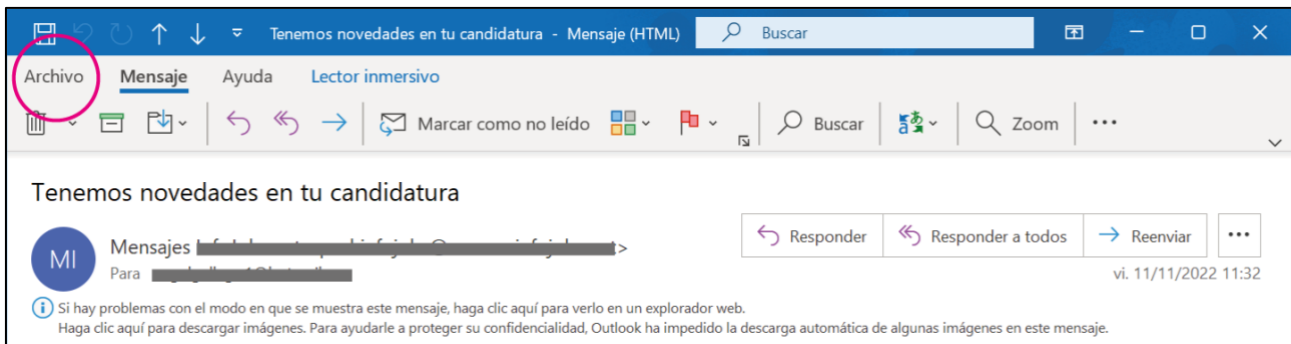 Tenemos novedades en tu candidatura - Mensaje (HTML) Buscar
Archivo Mensaje Ayuda Lector inmersivo
Marcar como no leído Buscar Zoom
Tenemos novedades en tu candidatura
Responder Responder a todos Reenviar
MI Mensajes
Para
vi. 11/11/2022 11:32
Si hay problemas con el modo en que se muestra este mensaje, haga clic aquí para verlo en un explorador web.
Haga clic aquí para descargar imágenes. Para ayudarle a proteger su confidencialidad, Outlook ha impedido la descarga automática de algunas imágenes en este mensaje.